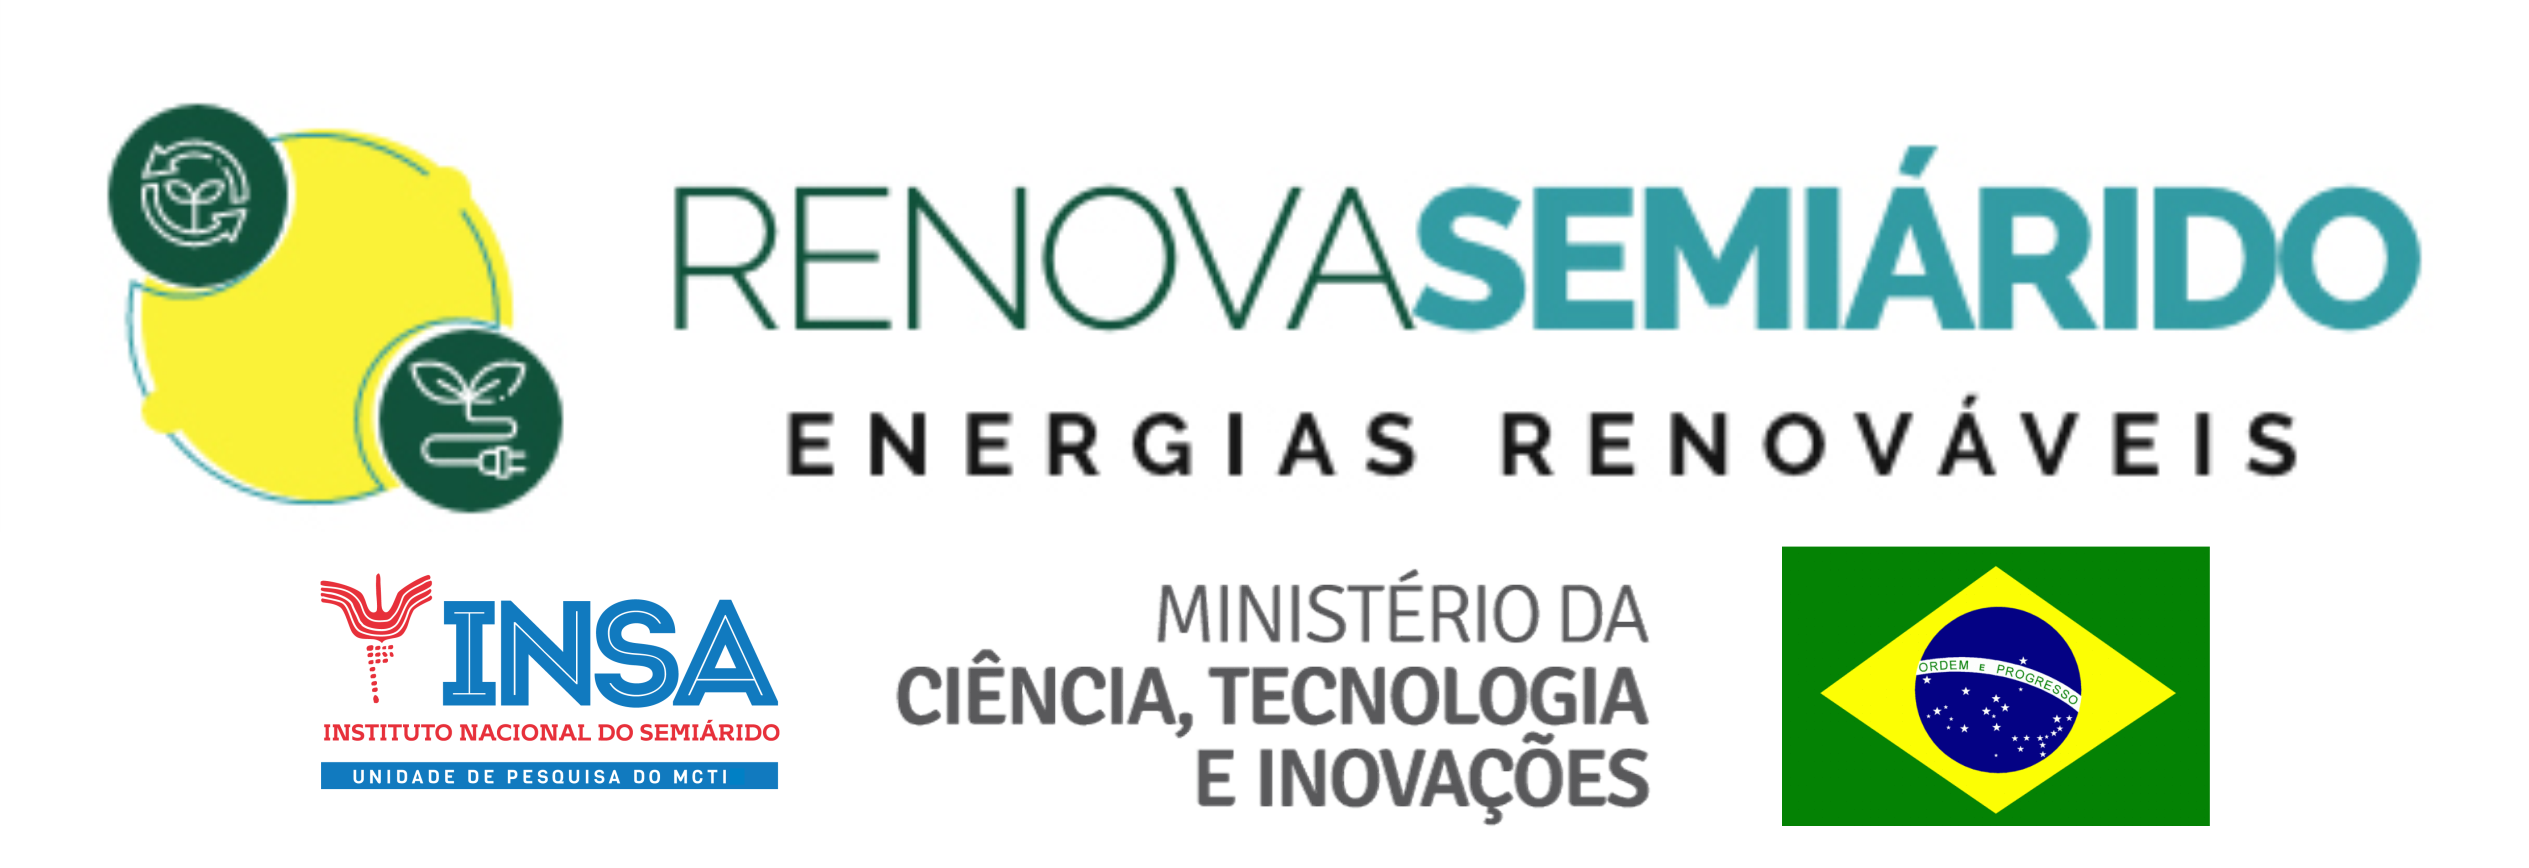 RENOVASEMIÁRIDO
ENERGIAS RENOVÁVEIS
INSA
INSTITUTO NACIONAL DO SEMIÁRIDO
UNIDADE DE PESQUISA DO MCTI
MINISTÉRIO DA
CIÊNCIA, TECNOLOGIA
E INOVAÇÕES
ORDEM E PROGRESSO